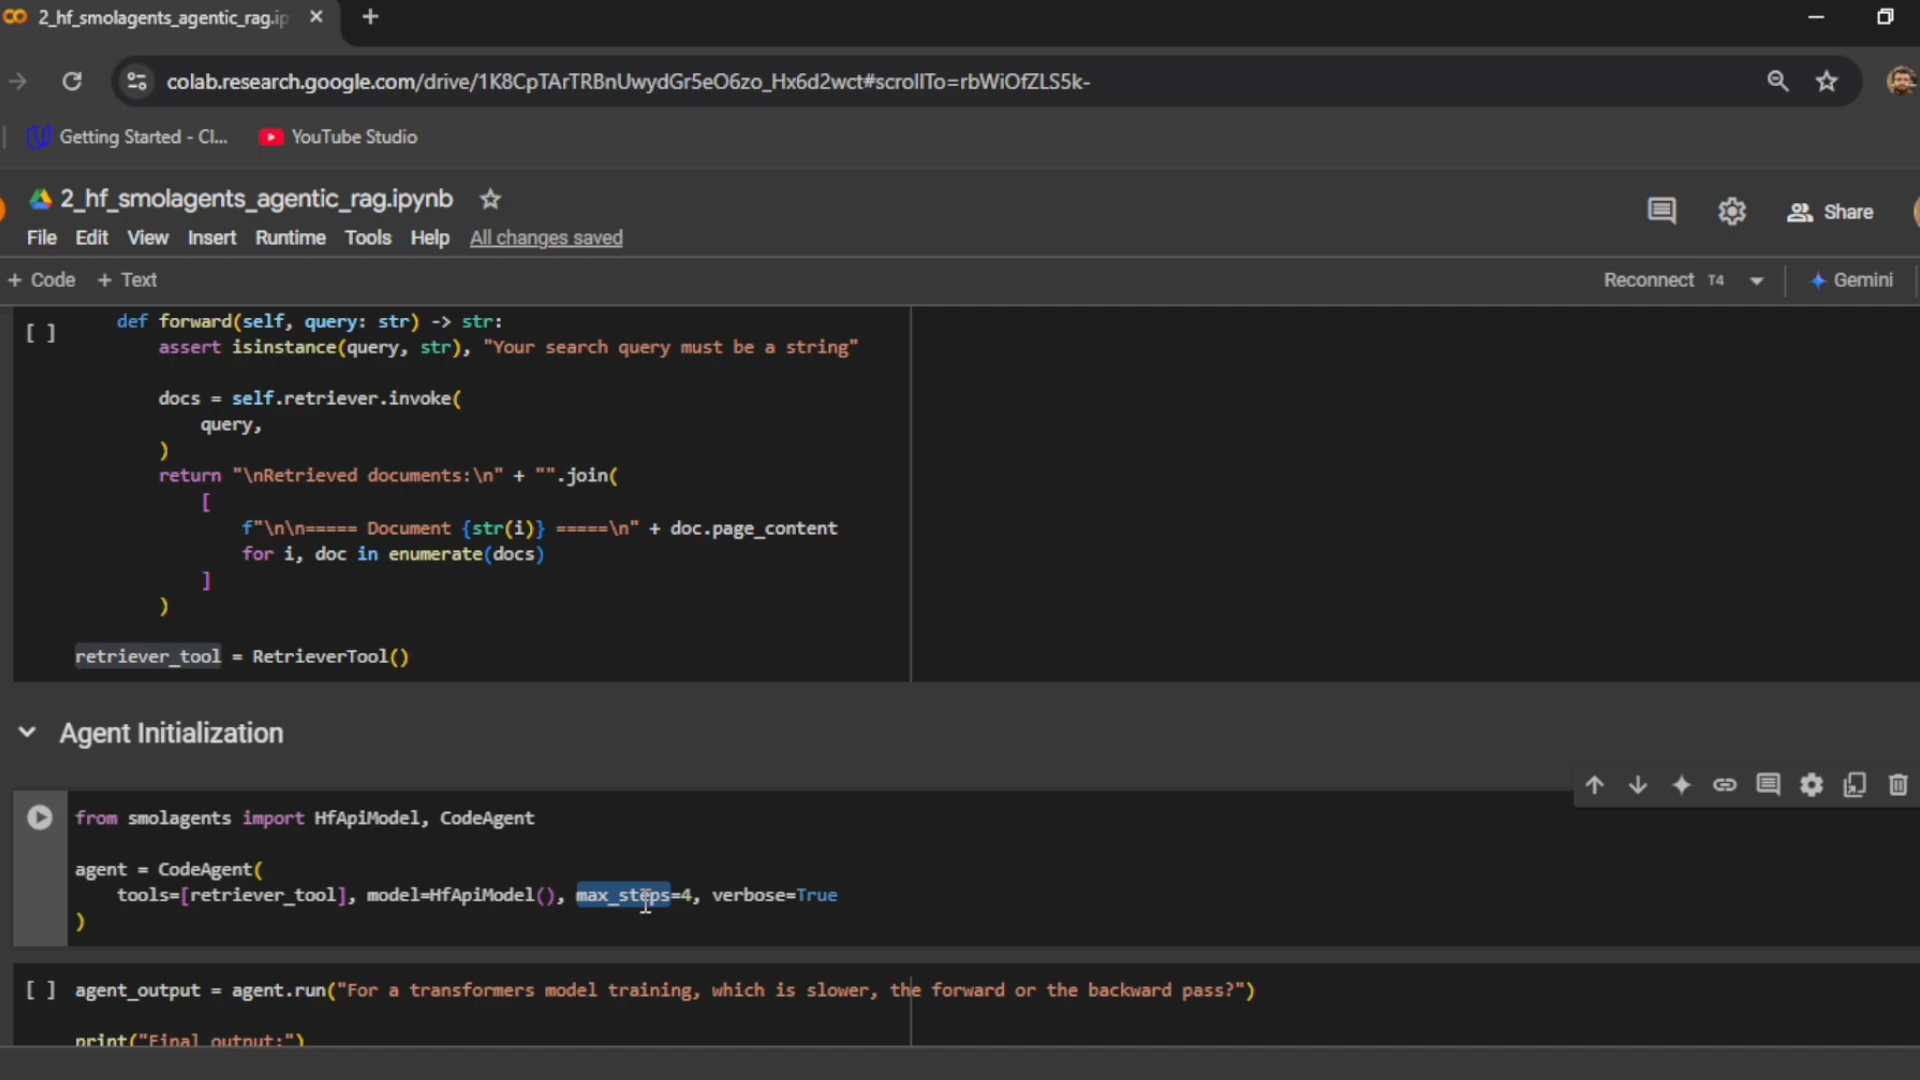 2_hf_smolagents_agentic_rag.ip
colab.research.google.com/drive/1K8CpTArTRBnUwydGr5eO6zo_Hx6d2wct#scrollTo=rbWiOfZLS5k-
Getting Started - Cl... YouTube Studio
2_hf_smolagents_agentic_rag.ipynb
File Edit View Insert Runtime Tools Help All changes saved
Share
+ Code + Text
Reconnect T4 Gemini
[ ] def forward(self, query: str) -> str:
assert isinstance(query, str), "Your search query must be a string"
docs = self.retriever.invoke(
query,
)
return "\nRetrieved documents:\n" + "".join(
[
f"\n\n===== Document {str(i)} =====\n" + doc.page_content
for i, doc in enumerate(docs)
]
)
retriever_tool = RetrieverTool()
Agent Initialization
from smolagents import HfApiModel, CodeAgent
agent = CodeAgent(
tools=[retriever_tool], model=HfApiModel(), max_steps=4, verbose=True
)
[ ] agent_output = agent.run("For a transformers model training, which is slower, the forward or the backward pass?")
print("Final output:")